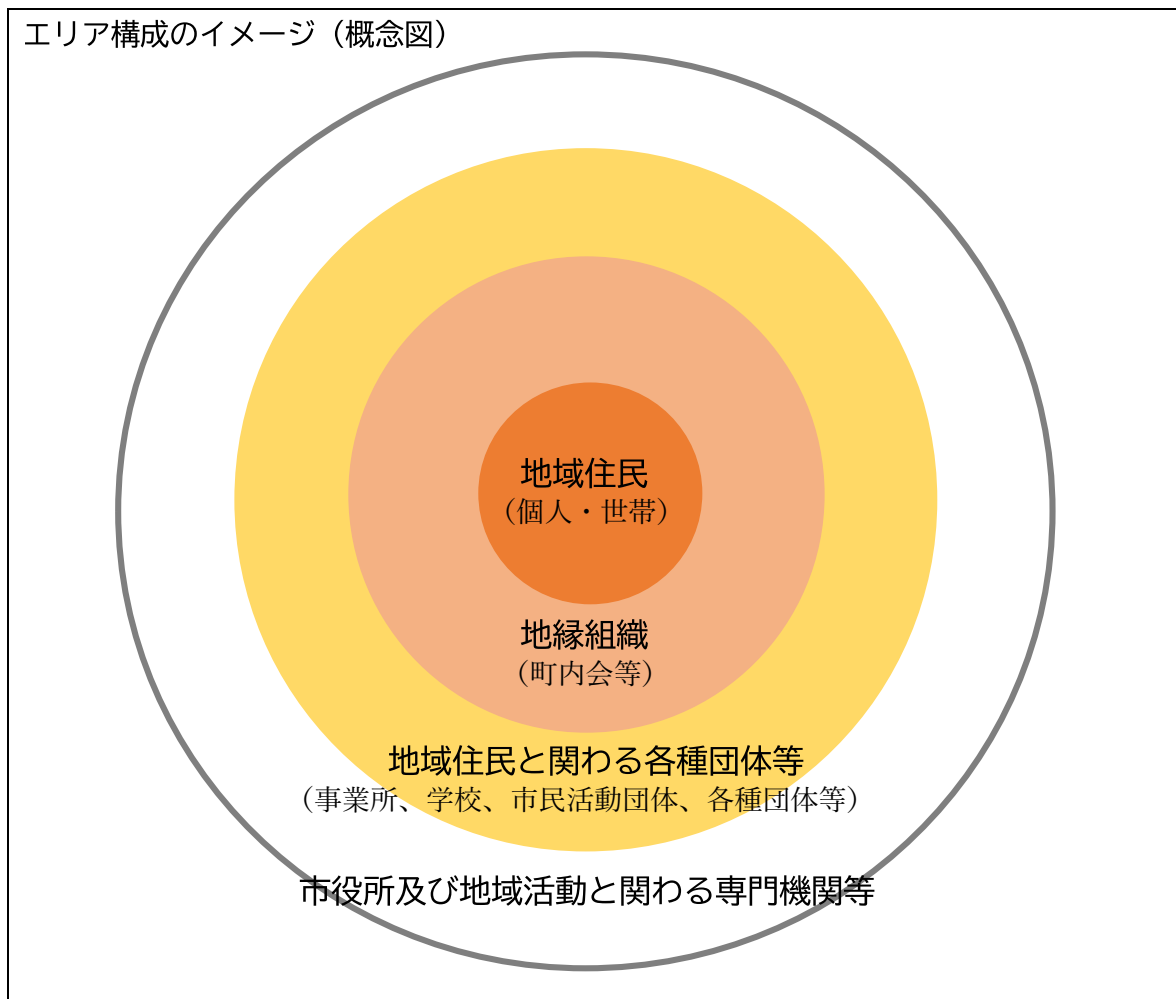 エリア構成のイメージ（概念図）
地域住民
（個人・世帯）
地縁組織
（町内会等）
地域住民と関わる各種団体等
（事業所、学校、市民活動団体、各種団体等）
市役所及び地域活動と関わる専門機関等